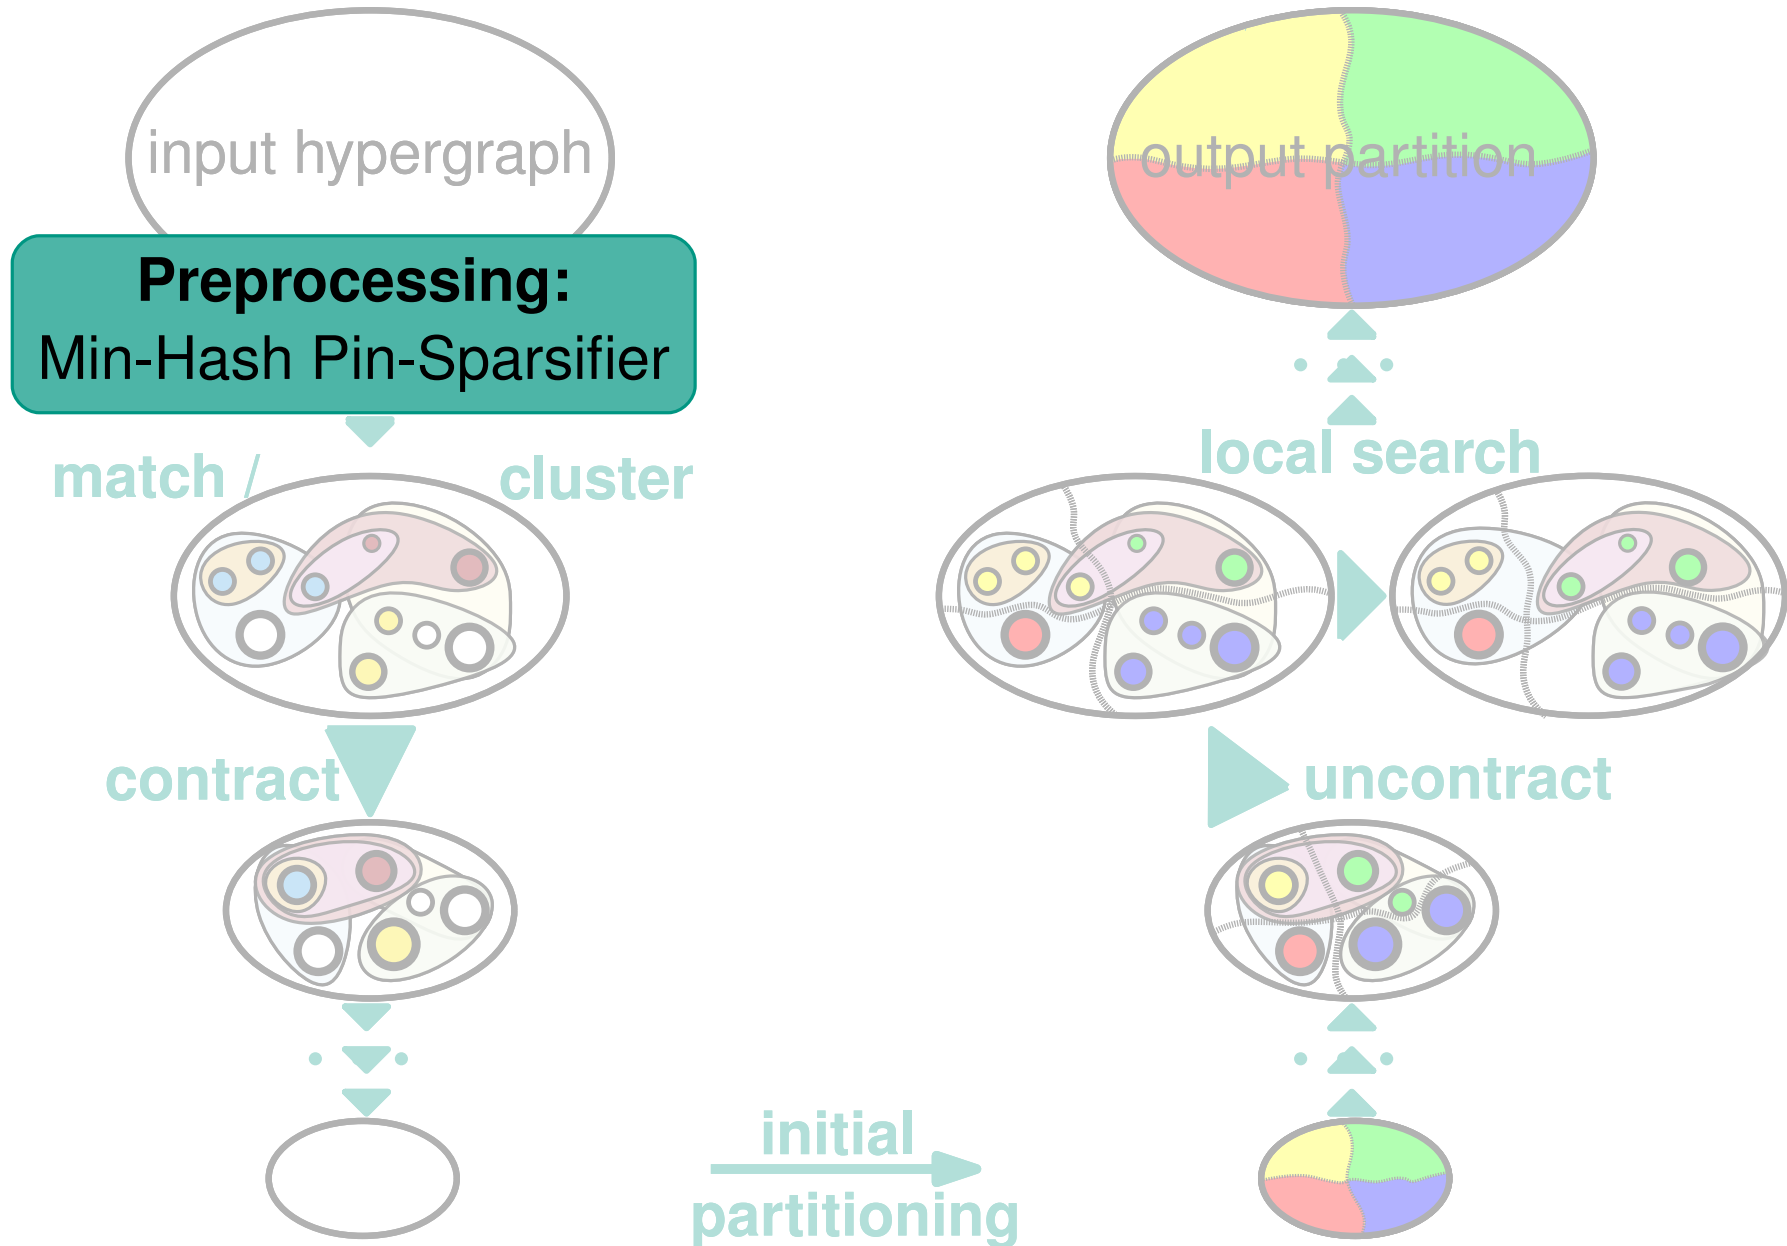 input hypergraph
Preprocessing:
Min-Hash Pin-Sparsifier
match / cluster
contract
initial
partitioning
output partition
local search
uncontract